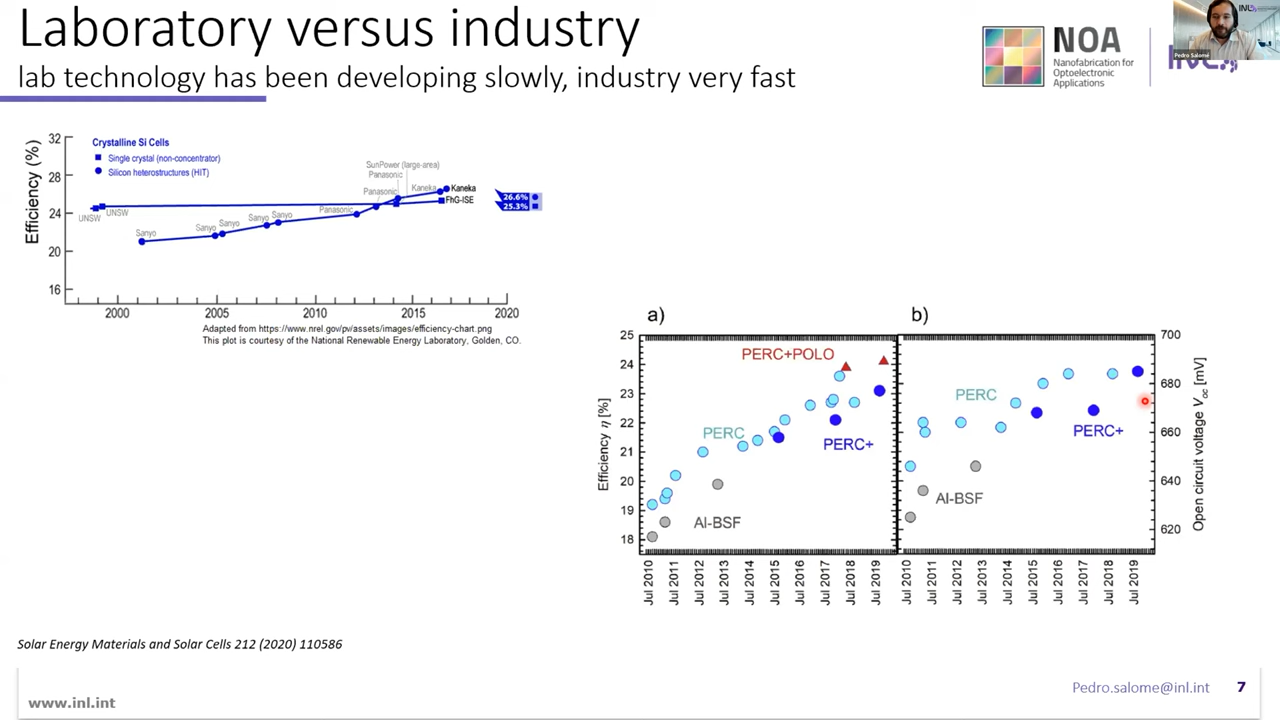 Laboratory versus industry
lab technology has been developing slowly, industry very fast
NOA
Nanofabrication for
Optoelectronic
Applications
INL
Pedro Salomé
Efficiency (%)
32
28
24
20
16
Crystalline Si Cells
Single crystal (non-concentrator)
Silicon heterostructures (HIT)
SunPower (large-area)
Panasonic
Panasonic
Kaneka
Kaneka
FhG-ISE
26.6%
25.3%
UNSW
UNSW
Sanyo
Sanyo
Sanyo
Sanyo
Sanyo
Panasonic
2000
2005
2010
2015
2020
Adapted from https://www.nrel.gov/pv/assets/images/efficiency-chart.png
This plot is courtesy of the National Renewable Energy Laboratory, Golden, CO.
a)
Efficiency η [%]
25
24
23
22
21
20
19
18
PERC+POLO
PERC
PERC+
Al-BSF
Jul 2010
Jul 2011
Jul 2012
Jul 2013
Jul 2014
Jul 2015
Jul 2016
Jul 2017
Jul 2018
Jul 2019
b)
PERC
PERC+
Al-BSF
700
680
660
640
620
Open circuit voltage Voc [mV]
Jul 2010
Jul 2011
Jul 2012
Jul 2013
Jul 2014
Jul 2015
Jul 2016
Jul 2017
Jul 2018
Jul 2019
Solar Energy Materials and Solar Cells 212 (2020) 110586
www.inl.int
Pedro.salome@inl.int
7